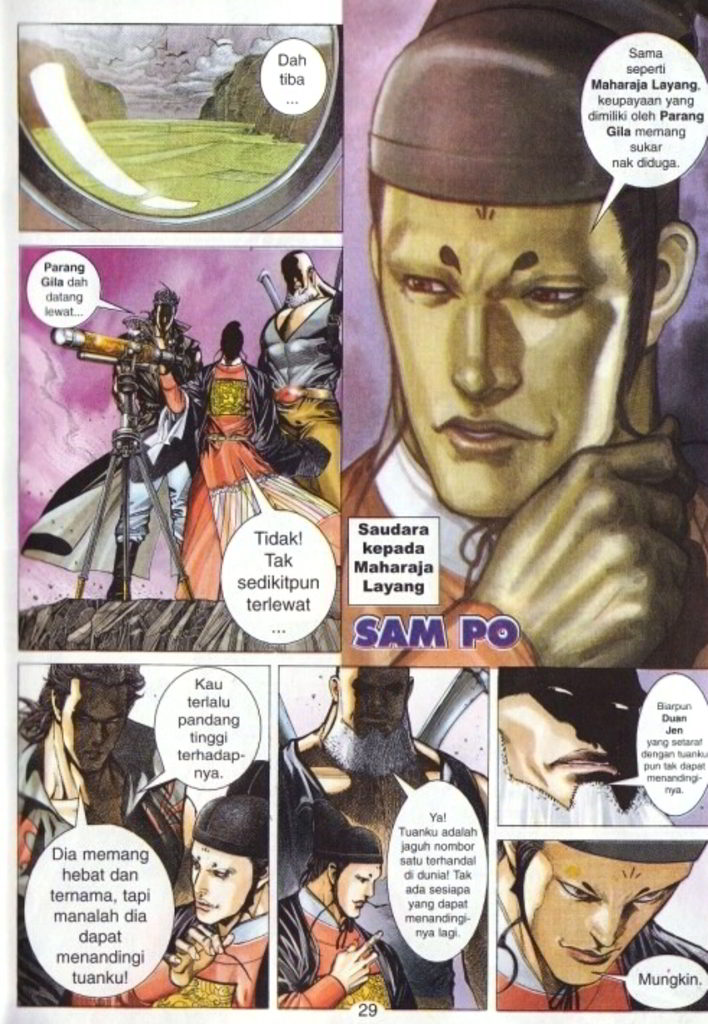 Dah
tiba
...
Sama
seperti
Maharaja Layang,
keupayaan yang
dimiliki oleh Parang
Gila memang
sukar
nak diduga.
Parang
Gila dah
datang
lewat...
Tidak!
Tak
sedikitpun
terlewat
...
Saudara
kepada
Maharaja
Layang
SAM PO
Kau
terlalu
pandang
tinggi
terhadap-
nya.
Dia memang
hebat dan
ternama, tapi
manalah dia
dapat
menandingi
tuanku!
Ya!
Tuanku adalah
jaguh nombor
satu terhandal
di dunia! Tak
ada sesiapa
yang dapat
menandingi-
nya lagi.
Biarpun
Duan
Jen
yang setaraf
dengan tuanku
pun tak dapat
menandingi-
nya.
Mungkin.
29